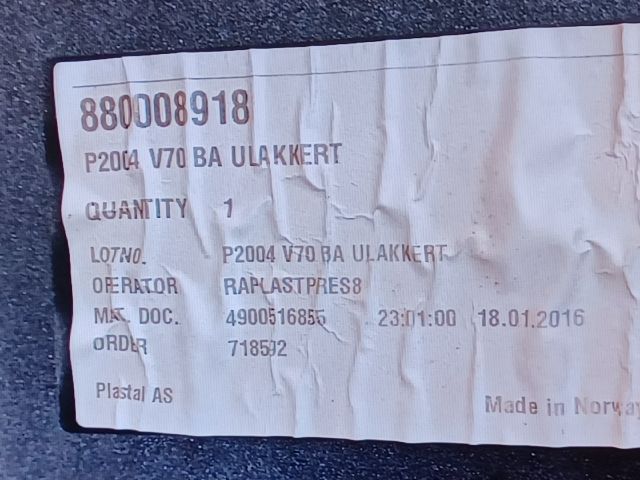 880008918
P2004 V70 BA ULAKKERT
QUANTITY 1
LOTNO. P2004 V70 BA ULAKKERT
OPERATOR RAPLASTPRES8
MAT. DOC. 4900516855 23:01:00 18.01.2016
ORDER 718592
Plastal AS
Made in Norway